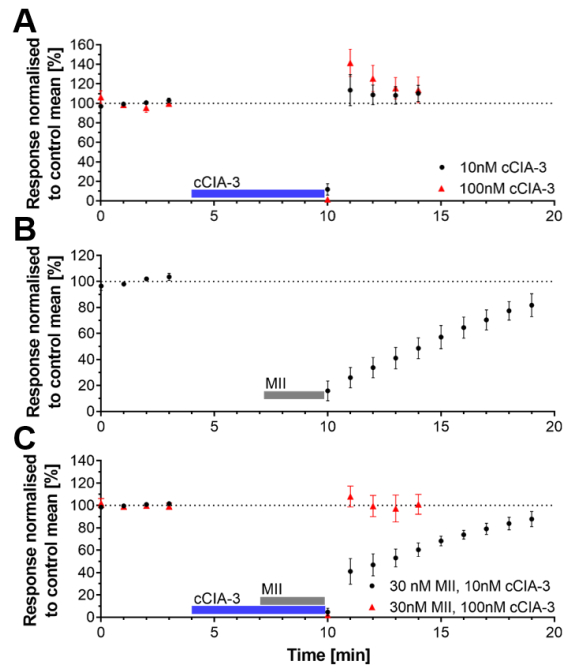 A
Response normalised
to control mean [%]
160
140
120
100
80
60
40
20
0
cCIA-3
10nM cCIA-3
100nM cCIA-3
0
5
10
15
20
B
Response normalised
to control mean [%]
120
100
80
60
40
20
0
MII
0
5
10
15
20
C
Response normalised
to control mean [%]
140
120
100
80
60
40
20
0
MII
cCIA-3
30 nM MII, 10nM cCIA-3
30nM MII, 100nM cCIA-3
0
5
10
15
20
Time [min]